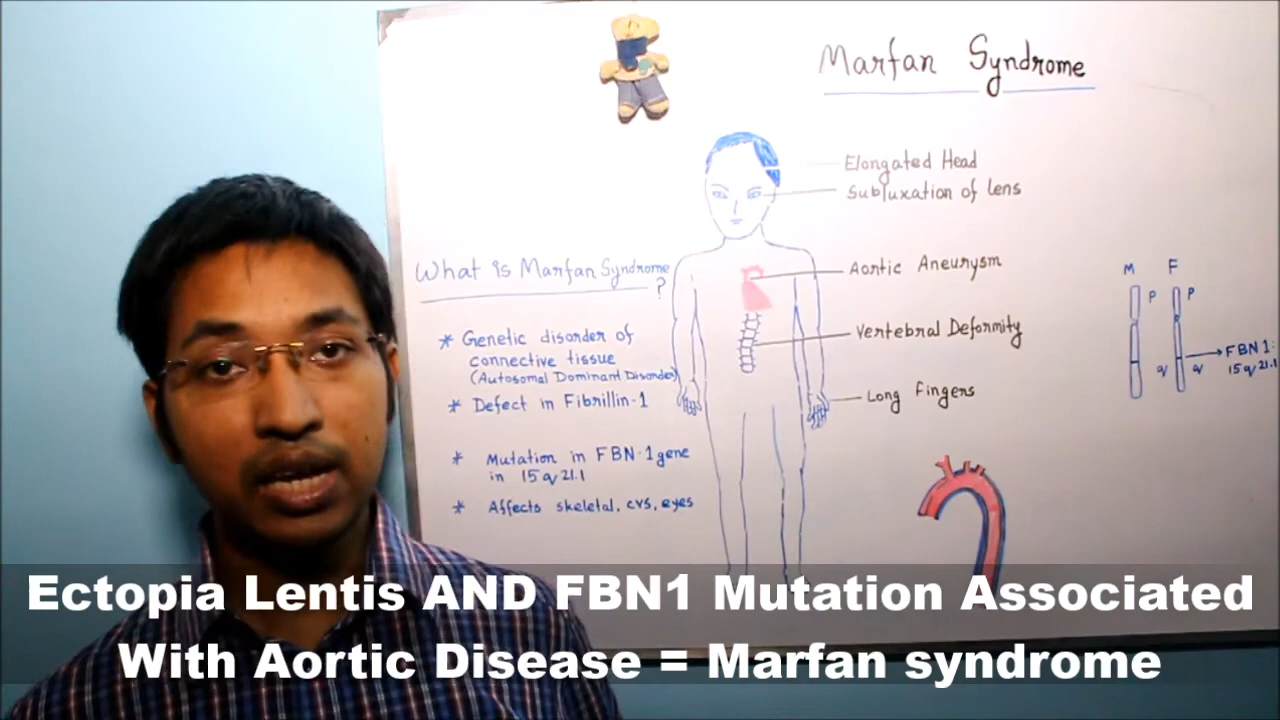 Marfan Syndrome
Elongated Head
Subluxation of lens
What is Marfan Syndrome
?
Aortic Aneurysm
M F
P P
* Genetic disorder of
connective tissue
(Autosomal Dominant Disorder)
Vertebral Deformity
FBN1:
q q 15q21.1
* Defect in Fibrillin-1
Long Fingers
* Mutation in FBN-1 gene
in 15q21.1
* Affects skeletal, cvs, eyes
Ectopia Lentis AND FBN1 Mutation Associated
With Aortic Disease = Marfan syndrome